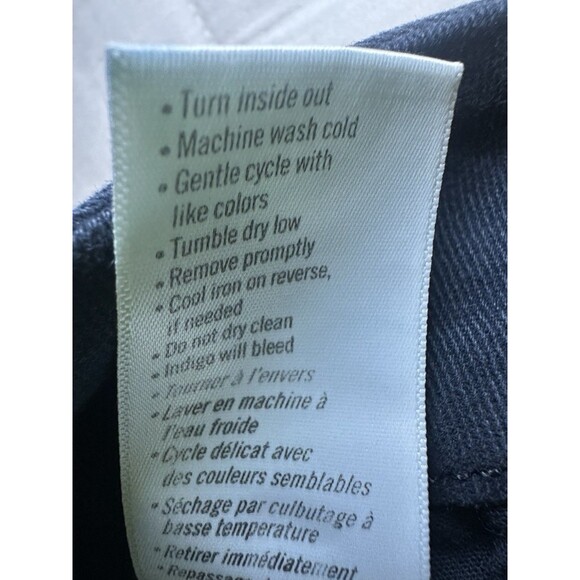 • Turn inside out
• Machine wash cold
• Gentle cycle with
like colors
• Tumble dry low
• Remove promptly
• Cool iron on reverse,
if needed
• Do not dry clean
• Indigo will bleed
• Tourner à l'envers
• Laver en machine à
l'eau froide
• Cycle délicat avec
des couleurs semblables
• Séchage par culbutage à
basse température
• Retirer immédiatement
• Repassage